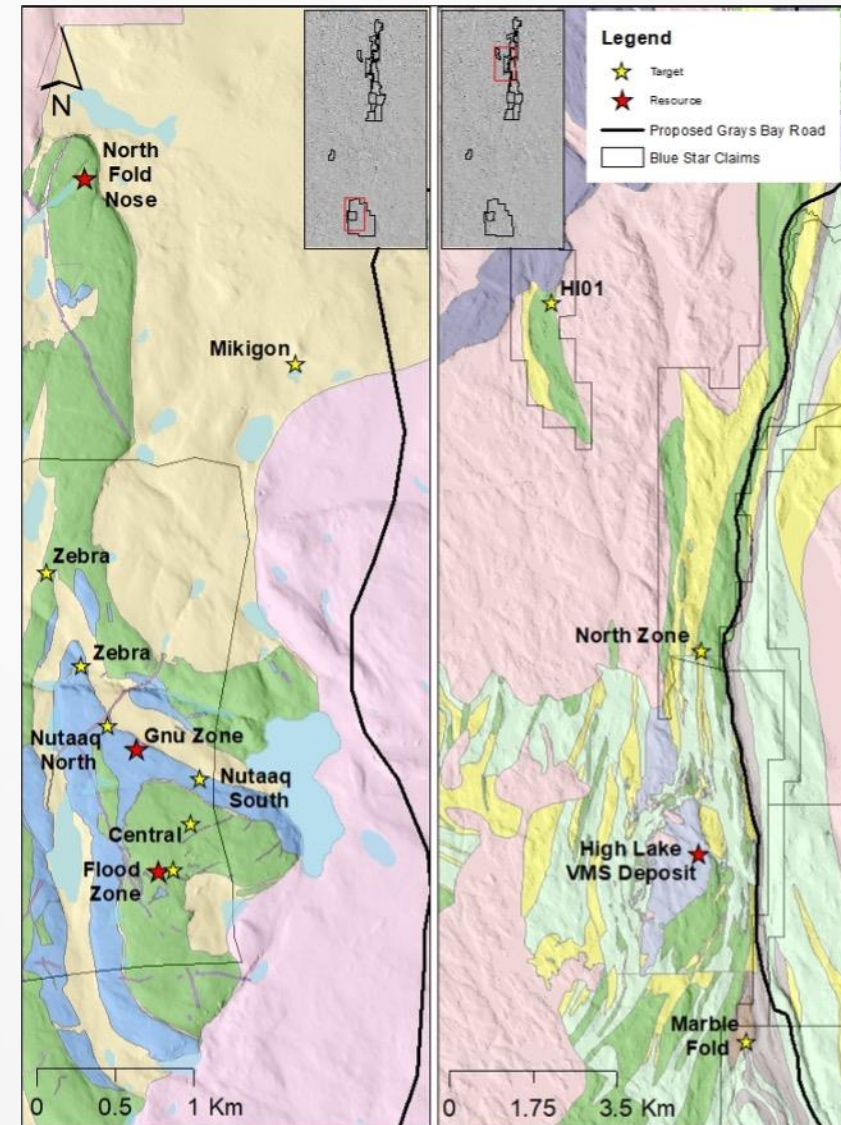 N
North
Fold
Nose
Mikigon
Zebra
Zebra
Nutaaq
North
Gnu Zone
Nutaaq
South
Central
Flood
Zone
0 0.5 1 Km
Legend
Target
Resource
Proposed Grays Bay Road
Blue Star Claims
HI01
North Zone
High Lake
VMS Deposit
Marble
Fold
0 1.75 3.5 Km